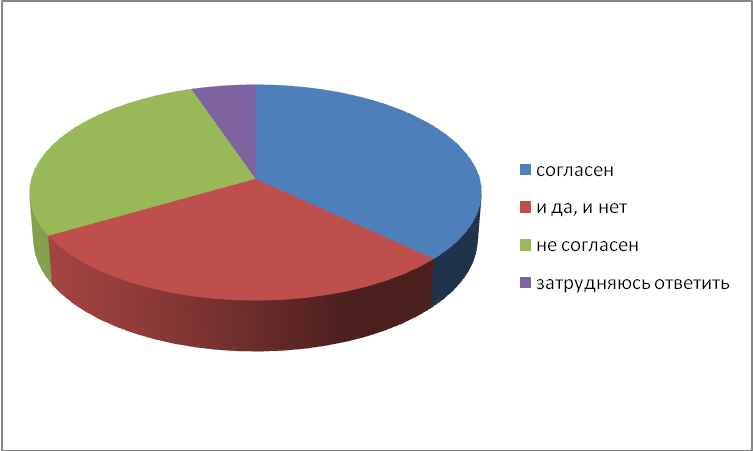 согласен
и да, и нет
не согласен
затрудняюсь ответить